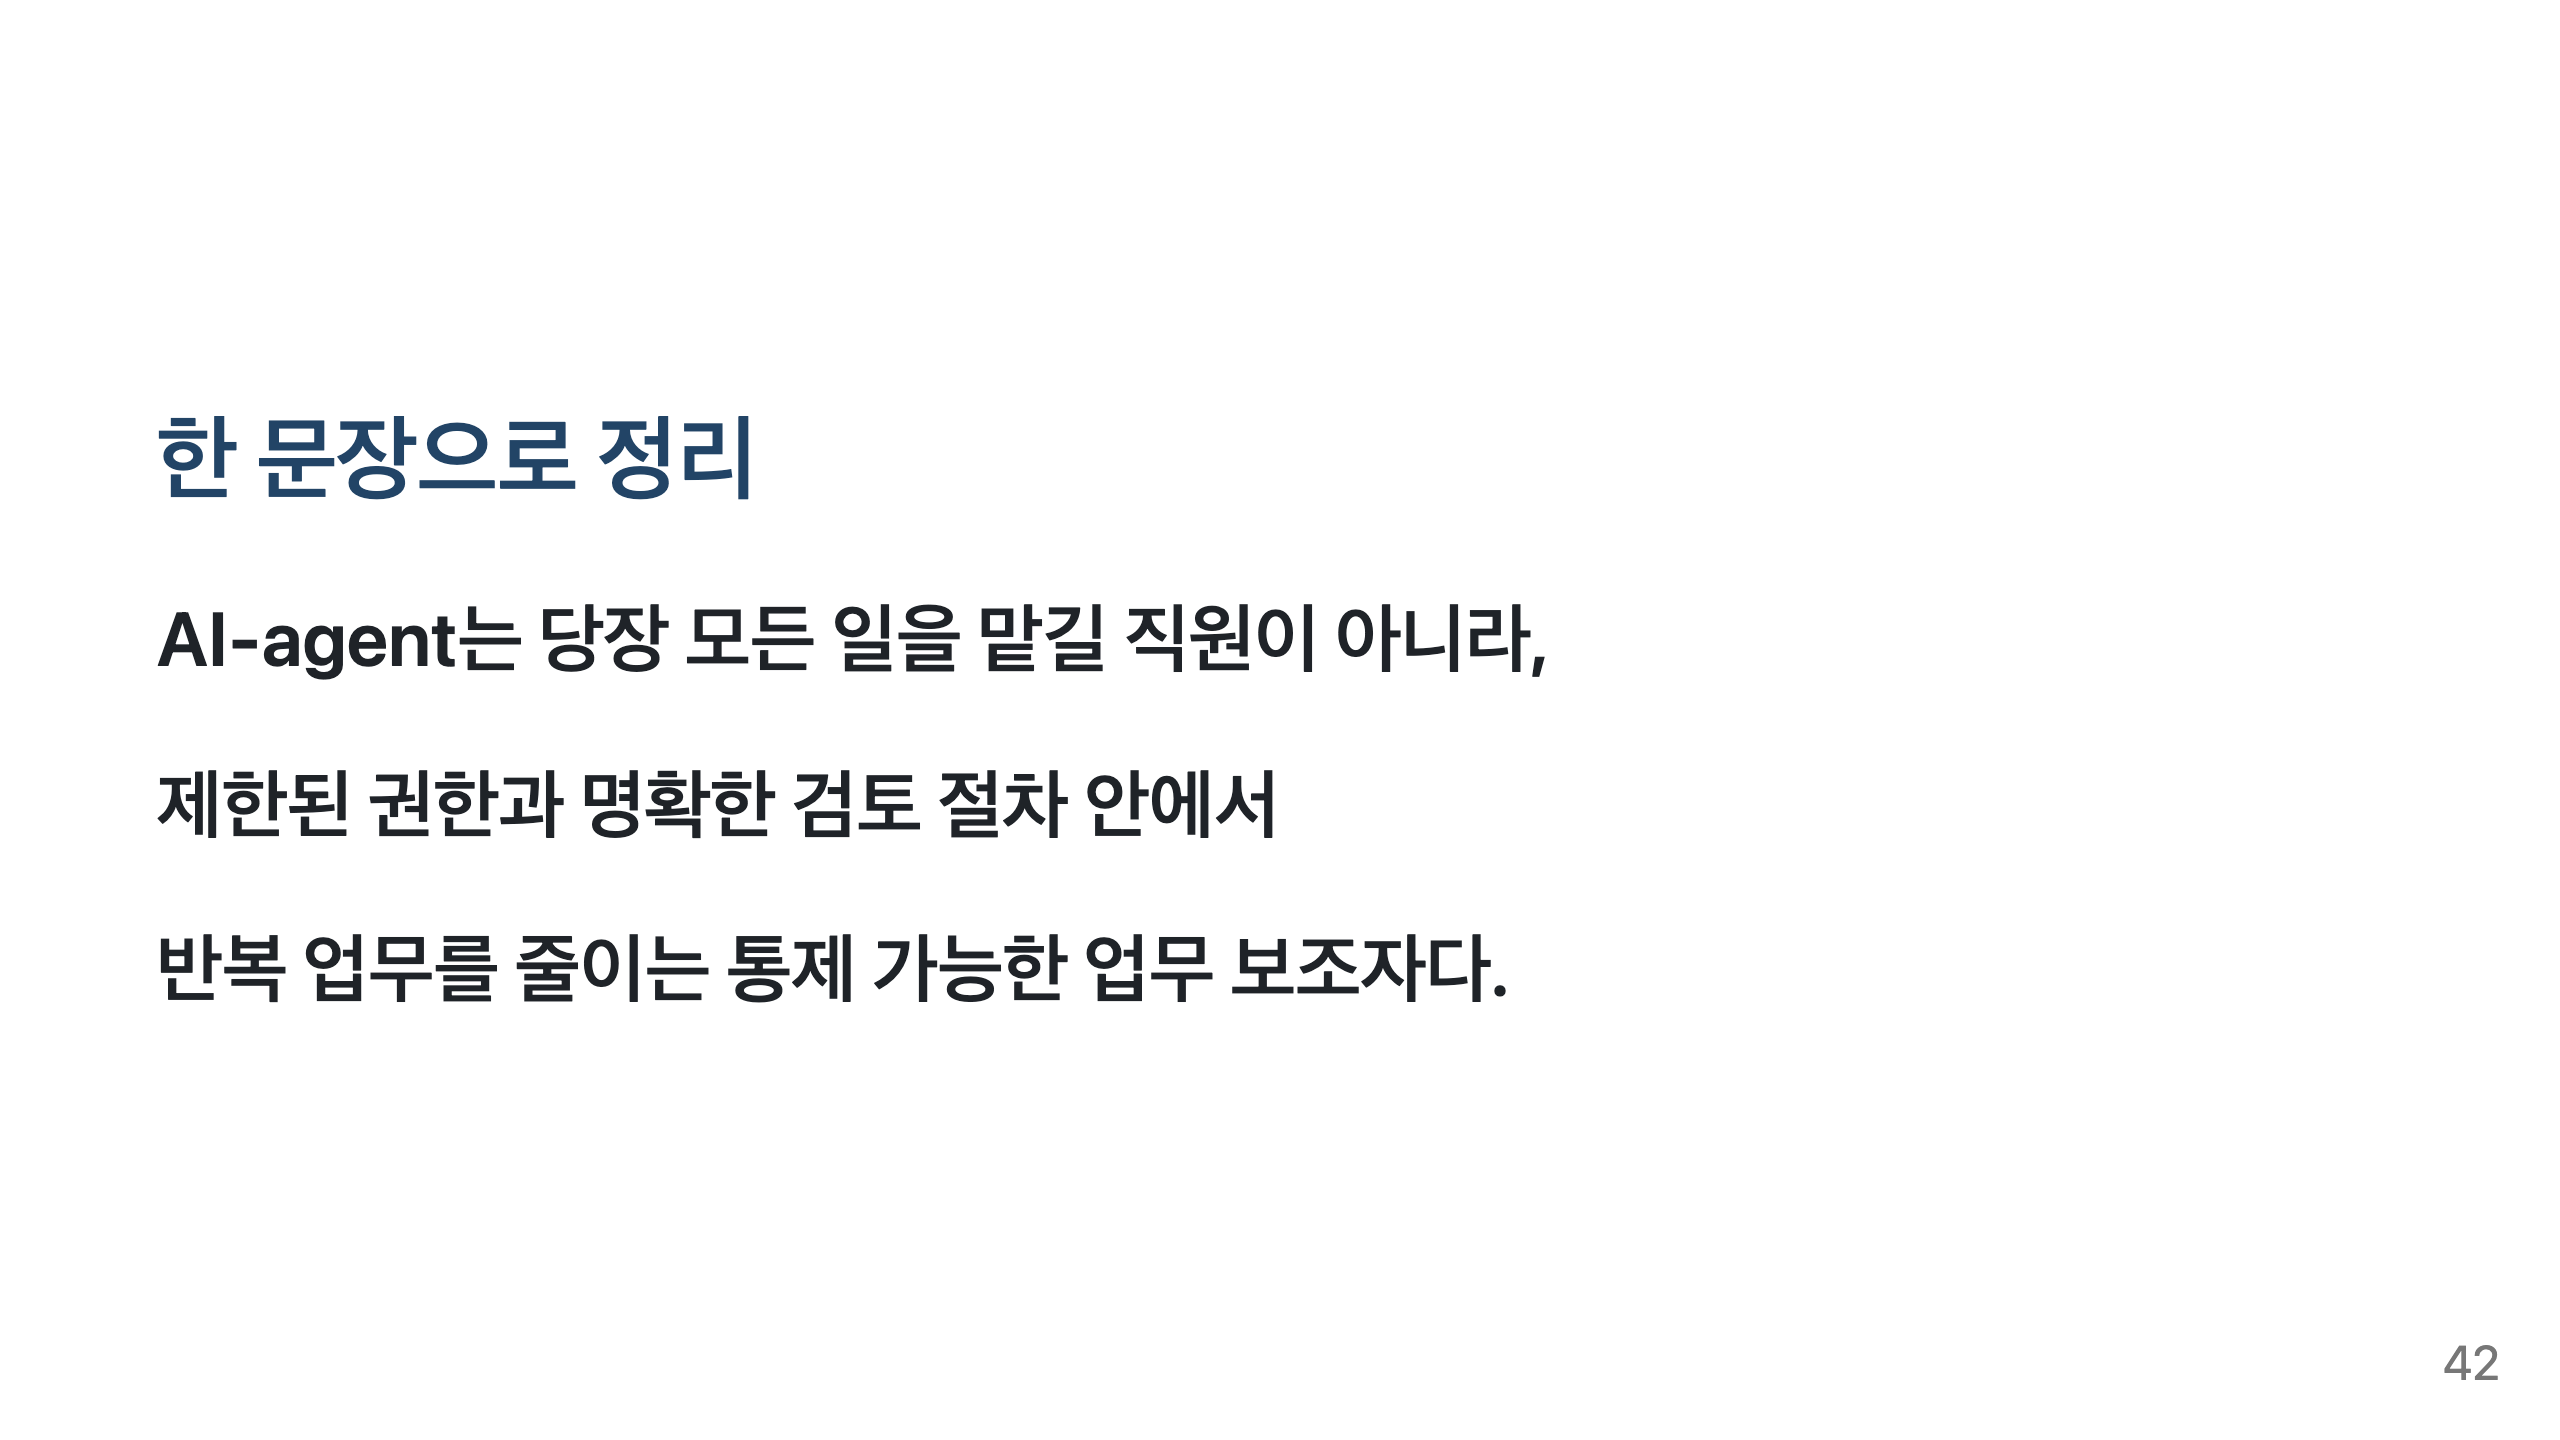 한 문장으로 정리
AI-agent는 당장 모든 일을 맡길 직원이 아니라,
제한된 권한과 명확한 검토 절차 안에서
반복 업무를 줄이는 통제 가능한 업무 보조자다.
42